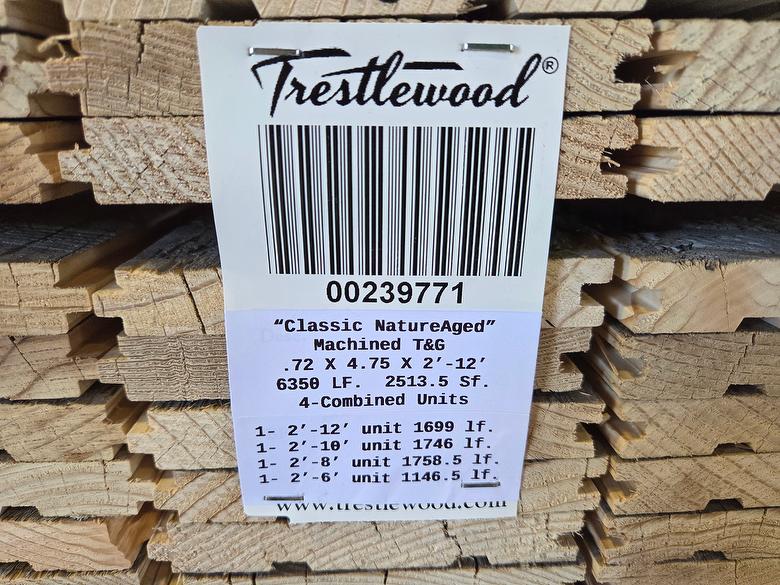 Trestlewood®
00239771
“Classic NatureAged”
Machined T&G
.72 X 4.75 X 2’-12’
6350 LF. 2513.5 Sf.
4-Combined Units
1- 2’-12’ unit 1699 lf.
1- 2’-10’ unit 1746 lf.
1- 2’-8’ unit 1758.5 lf.
1- 2’-6’ unit 1146.5 lf.
www.trestlewood.com